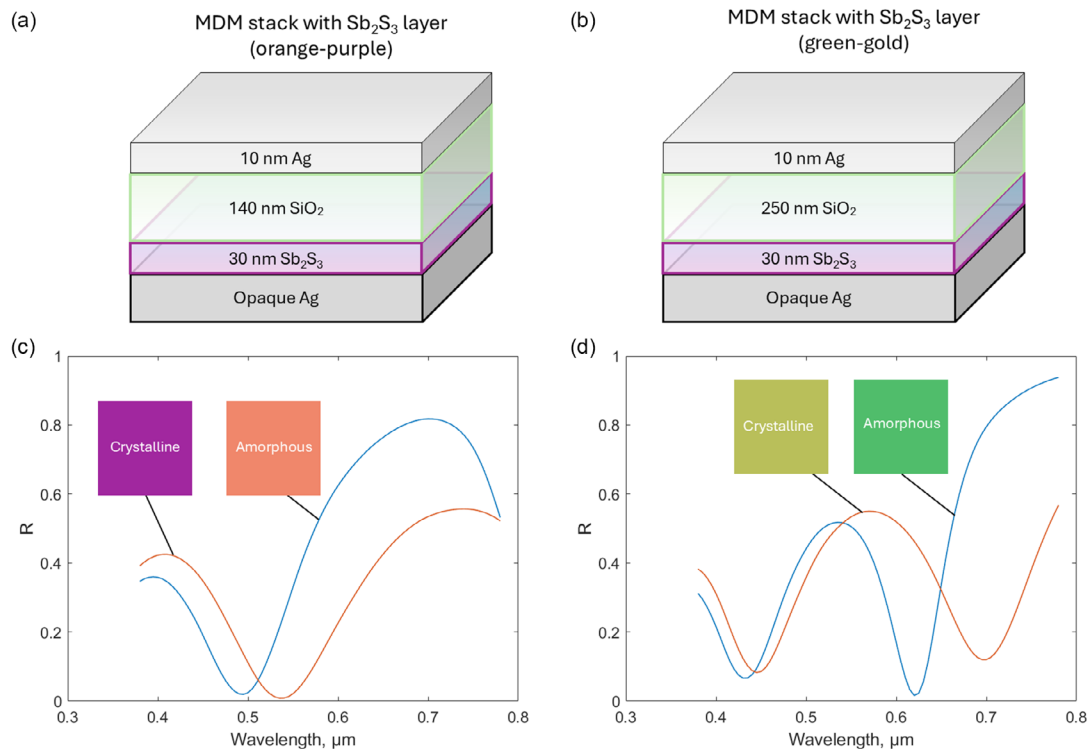 (a)
MDM stack with Sb₂S₃ layer
(orange-purple)
10 nm Ag
140 nm SiO₂
30 nm Sb₂S₃
Opaque Ag
(b)
MDM stack with Sb₂S₃ layer
(green-gold)
10 nm Ag
250 nm SiO₂
30 nm Sb₂S₃
Opaque Ag
(c)
1
0.8
0.6
0.4
0.2
0
R
Crystalline
Amorphous
0.3 0.4 0.5 0.6 0.7 0.8
Wavelength, µm
(d)
1
0.8
0.6
0.4
0.2
0
R
Crystalline
Amorphous
0.3 0.4 0.5 0.6 0.7 0.8
Wavelength, µm